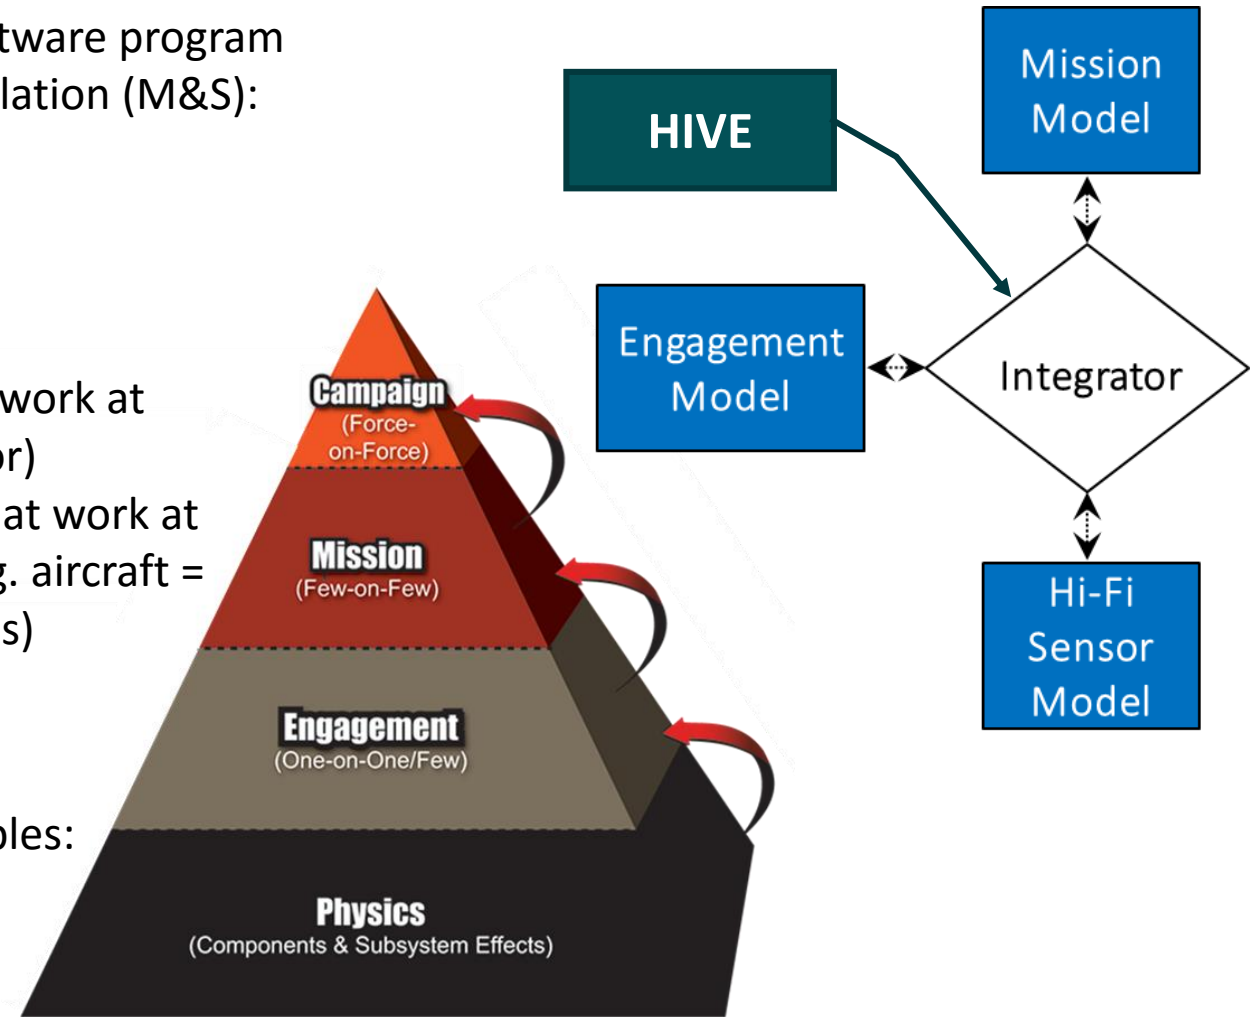 tware program
lation (M&S):
work at
or)
at work at
g. aircraft =
s)
oles:
HIVE
Mission
Model
Engagement
Model
Integrator
Hi-Fi
Sensor
Model
Campaign
(Force-
on-Force)
Mission
(Few-on-Few)
Engagement
(One-on-One/Few)
Physics
(Components & Subsystem Effects)